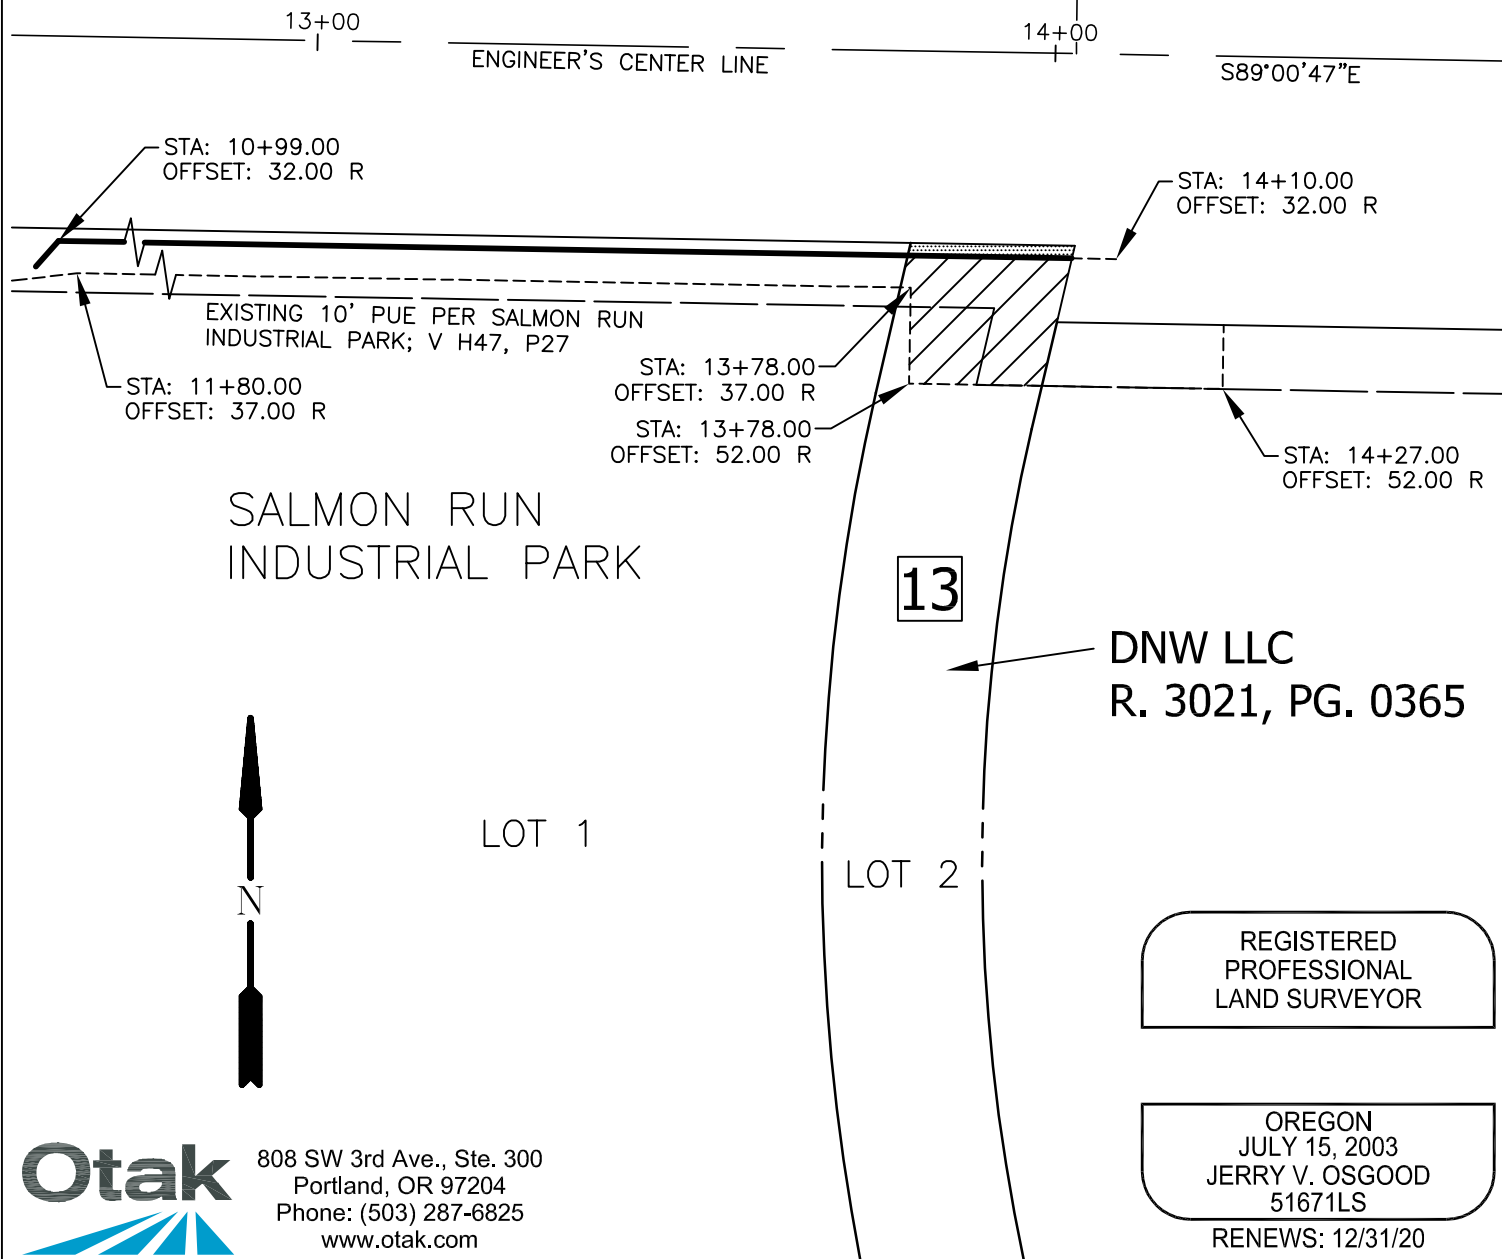 13+00
14+00
ENGINEER'S CENTER LINE
S89°00'47"E
STA: 10+99.00
OFFSET: 32.00 R
STA: 14+10.00
OFFSET: 32.00 R
EXISTING 10' PUE PER SALMON RUN
INDUSTRIAL PARK; V H47, P27
STA: 11+80.00
OFFSET: 37.00 R
STA: 13+78.00
OFFSET: 37.00 R
STA: 13+78.00
OFFSET: 52.00 R
STA: 14+27.00
OFFSET: 52.00 R
SALMON RUN
INDUSTRIAL PARK
13
DNW LLC
R. 3021, PG. 0365
LOT 1
LOT 2
N
REGISTERED
PROFESSIONAL
LAND SURVEYOR
OREGON
JULY 15, 2003
JERRY V. OSGOOD
51671LS
RENEWS: 12/31/20
Otak
808 SW 3rd Ave., Ste. 300
Portland, OR 97204
Phone: (503) 287-6825
www.otak.com